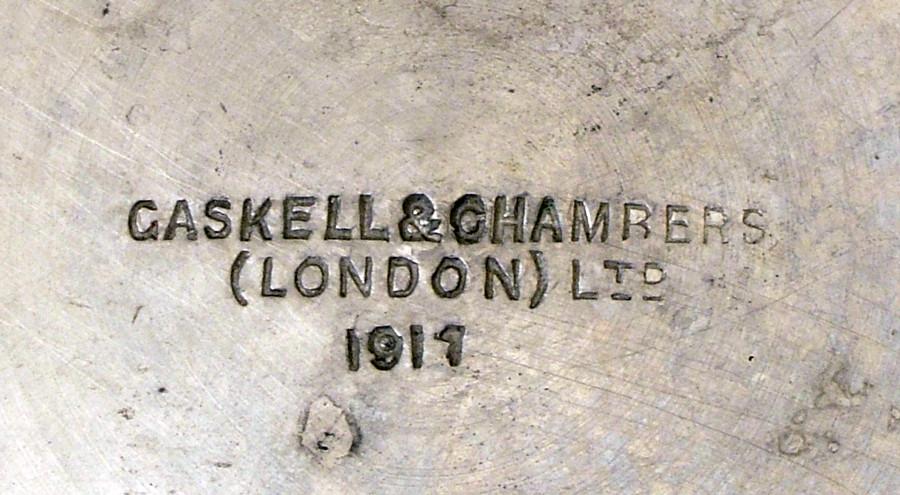 GASKELL & CHAMBERS
(LONDON) LTD
1917